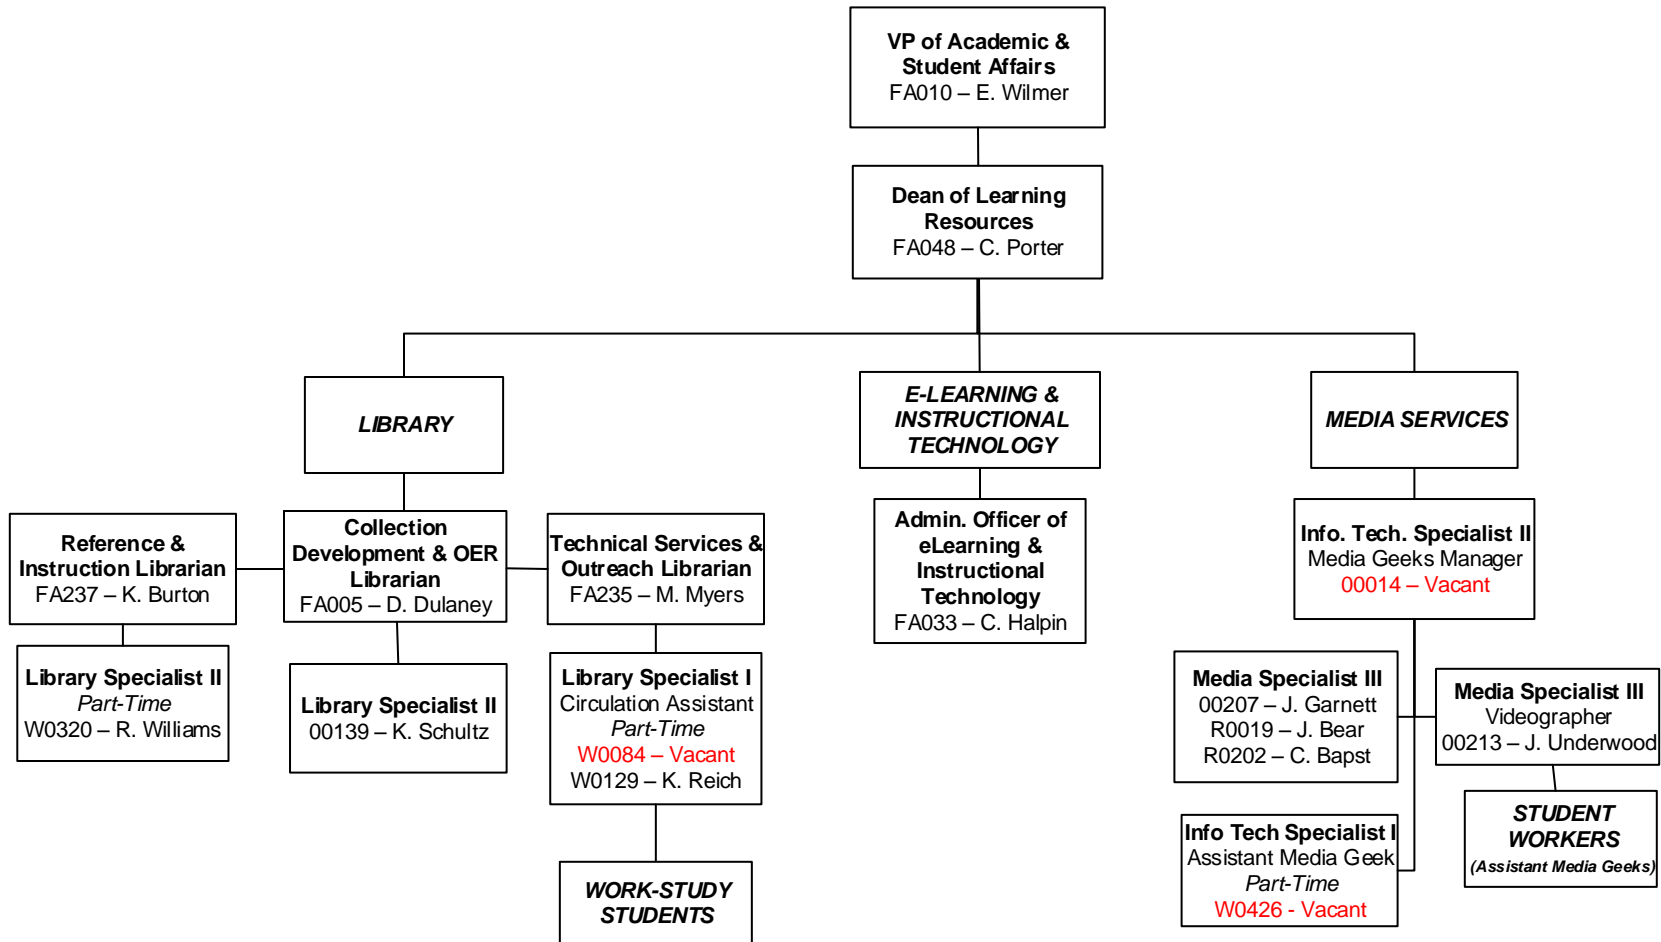 VP of Academic &
Student Affairs
FA010 – E. Wilmer
Dean of Learning
Resources
FA048 – C. Porter
LIBRARY
E-LEARNING &
INSTRUCTIONAL
TECHNOLOGY
MEDIA SERVICES
Reference &
Instruction Librarian
FA237 – K. Burton
Collection
Development & OER
Librarian
FA005 – D. Dulaney
Technical Services &
Outreach Librarian
FA235 – M. Myers
Admin. Officer of
eLearning &
Instructional
Technology
FA033 – C. Halpin
Info. Tech. Specialist II
Media Geeks Manager
00014 – Vacant
Library Specialist II
Part-Time
W0320 – R. Williams
Library Specialist II
00139 – K. Schultz
Library Specialist I
Circulation Assistant
Part-Time
W0084 – Vacant
W0129 – K. Reich
Media Specialist III
00207 – J. Garnett
R0019 – J. Bear
R0202 – C. Bapst
Media Specialist III
Videographer
00213 – J. Underwood
Info Tech Specialist I
Assistant Media Geek
Part-Time
W0426 - Vacant
STUDENT
WORKERS
(Assistant Media Geeks)
WORK-STUDY
STUDENTS